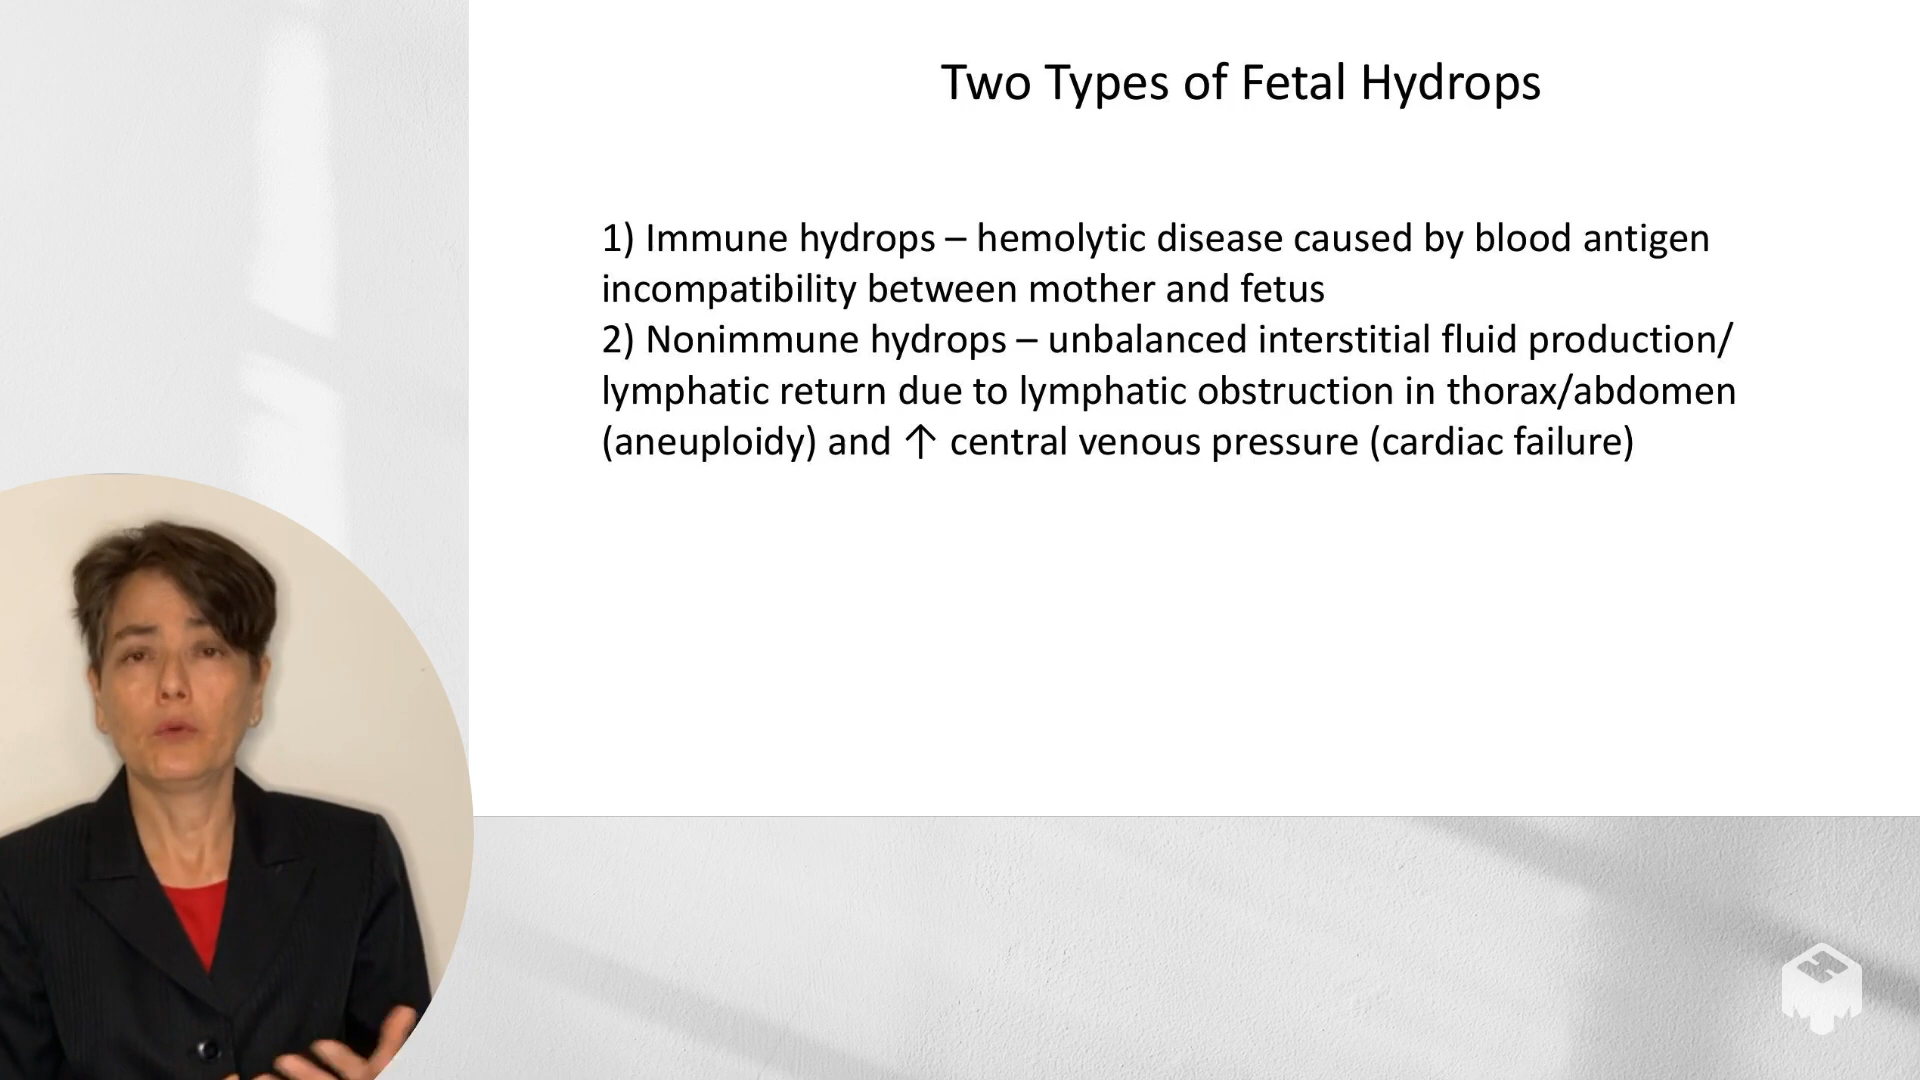 Two Types of Fetal Hydrops
1) Immune hydrops – hemolytic disease caused by blood antigen
incompatibility between mother and fetus
2) Nonimmune hydrops – unbalanced interstitial fluid production/
lymphatic return due to lymphatic obstruction in thorax/abdomen
(aneuploidy) and ↑ central venous pressure (cardiac failure)